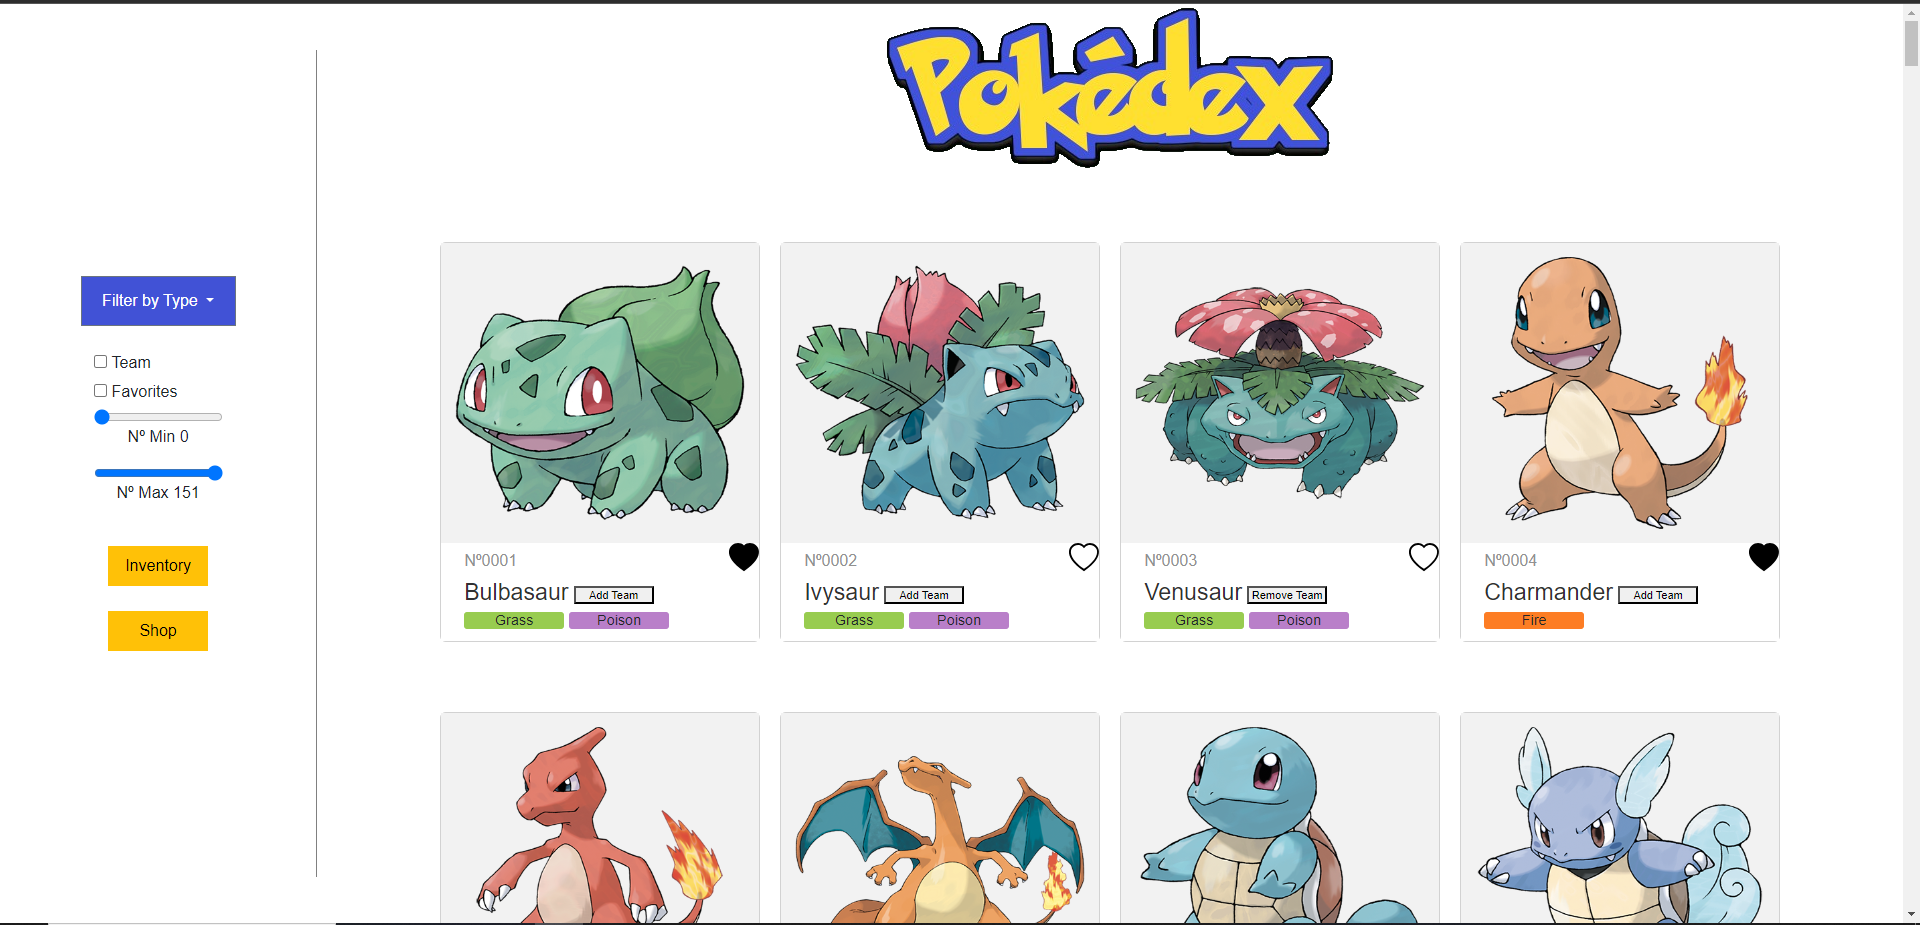 Pokédex
Filter by Type
Team
Favorites
Nº Min 0
Nº Max 151
Inventory
Shop
Nº0001
Bulbasaur Add Team
Grass Poison
Nº0002
Ivysaur Add Team
Grass Poison
Nº0003
Venusaur Remove Team
Grass Poison
Nº0004
Charmander Add Team
Fire